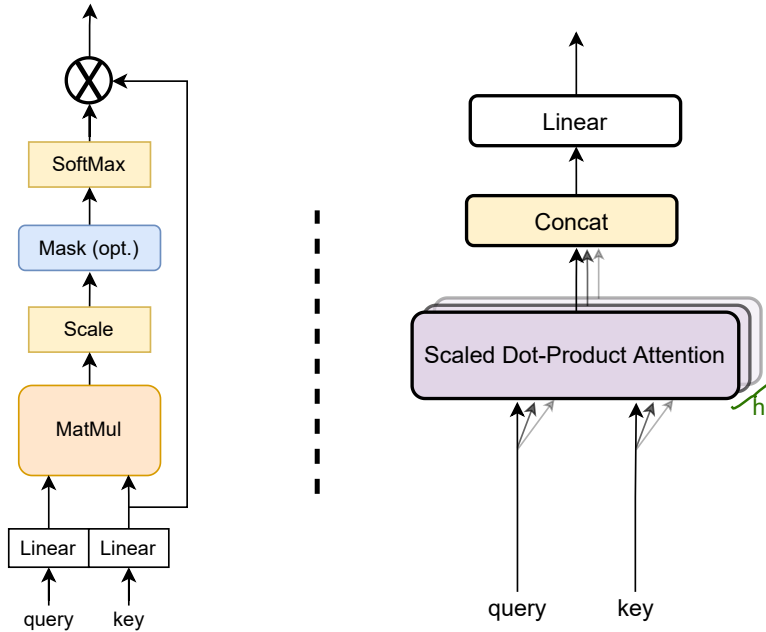 SoftMax
Mask (opt.)
Scale
MatMul
Linear Linear
query key
Linear
Concat
Scaled Dot-Product Attention
h
query key